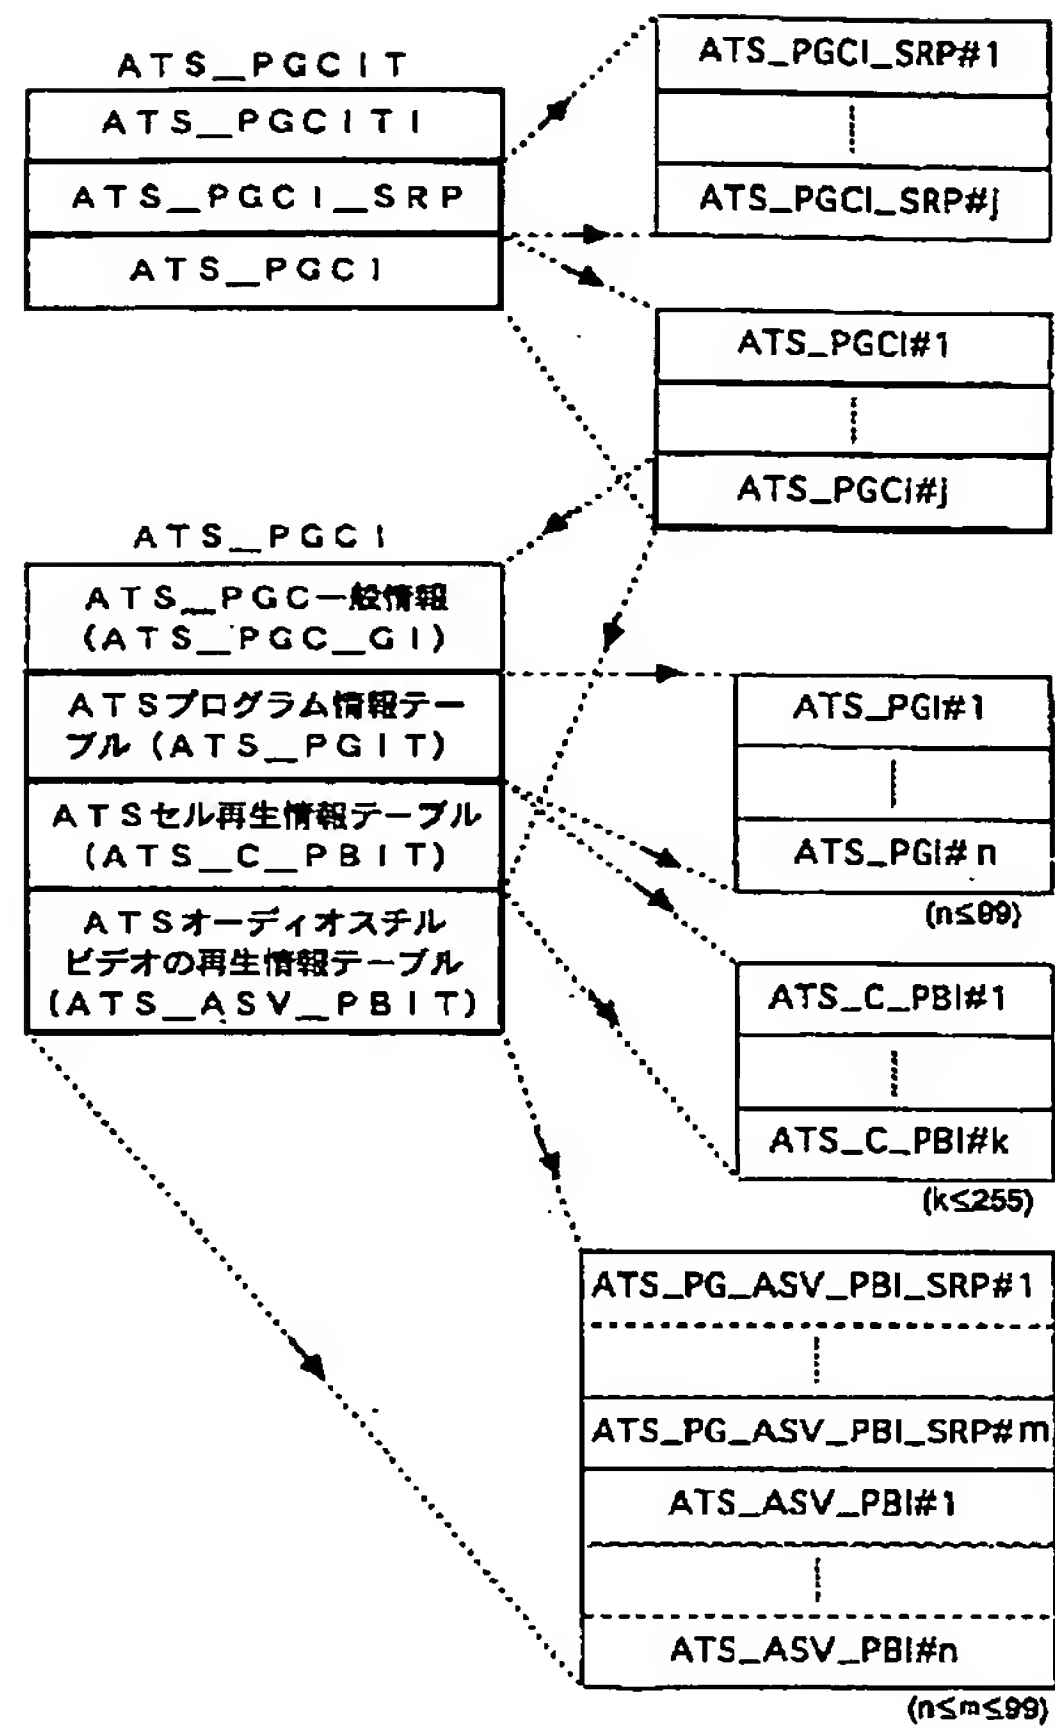 ATS_PGCIT
ATS_PGCITI
ATS_PGCI_SRP
ATS_PGCI
ATS_PGCI_SRP#1
ATS_PGCI_SRP#j
ATS_PGCI#1
ATS_PGCI#j
ATS_PGCI
ATS_PGC一般情報
(ATS_PGC_GI)
ATSプログラム情報テー
ブル(ATS_PGIT)
ATSセル再生情報テーブル
(ATS_C_PBIT)
ATSオーディオスチル
ビデオの再生情報テーブル
(ATS_ASV_PBIT)
ATS_PGI#1
ATS_PGI#n
(n≤99)
ATS_C_PBI#1
ATS_C_PBI#k
(k≤255)
ATS_PG_ASV_PBI_SRP#1
ATS_PG_ASV_PBI_SRP#m
ATS_ASV_PBI#1
ATS_ASV_PBI#n
(n≤m≤99)